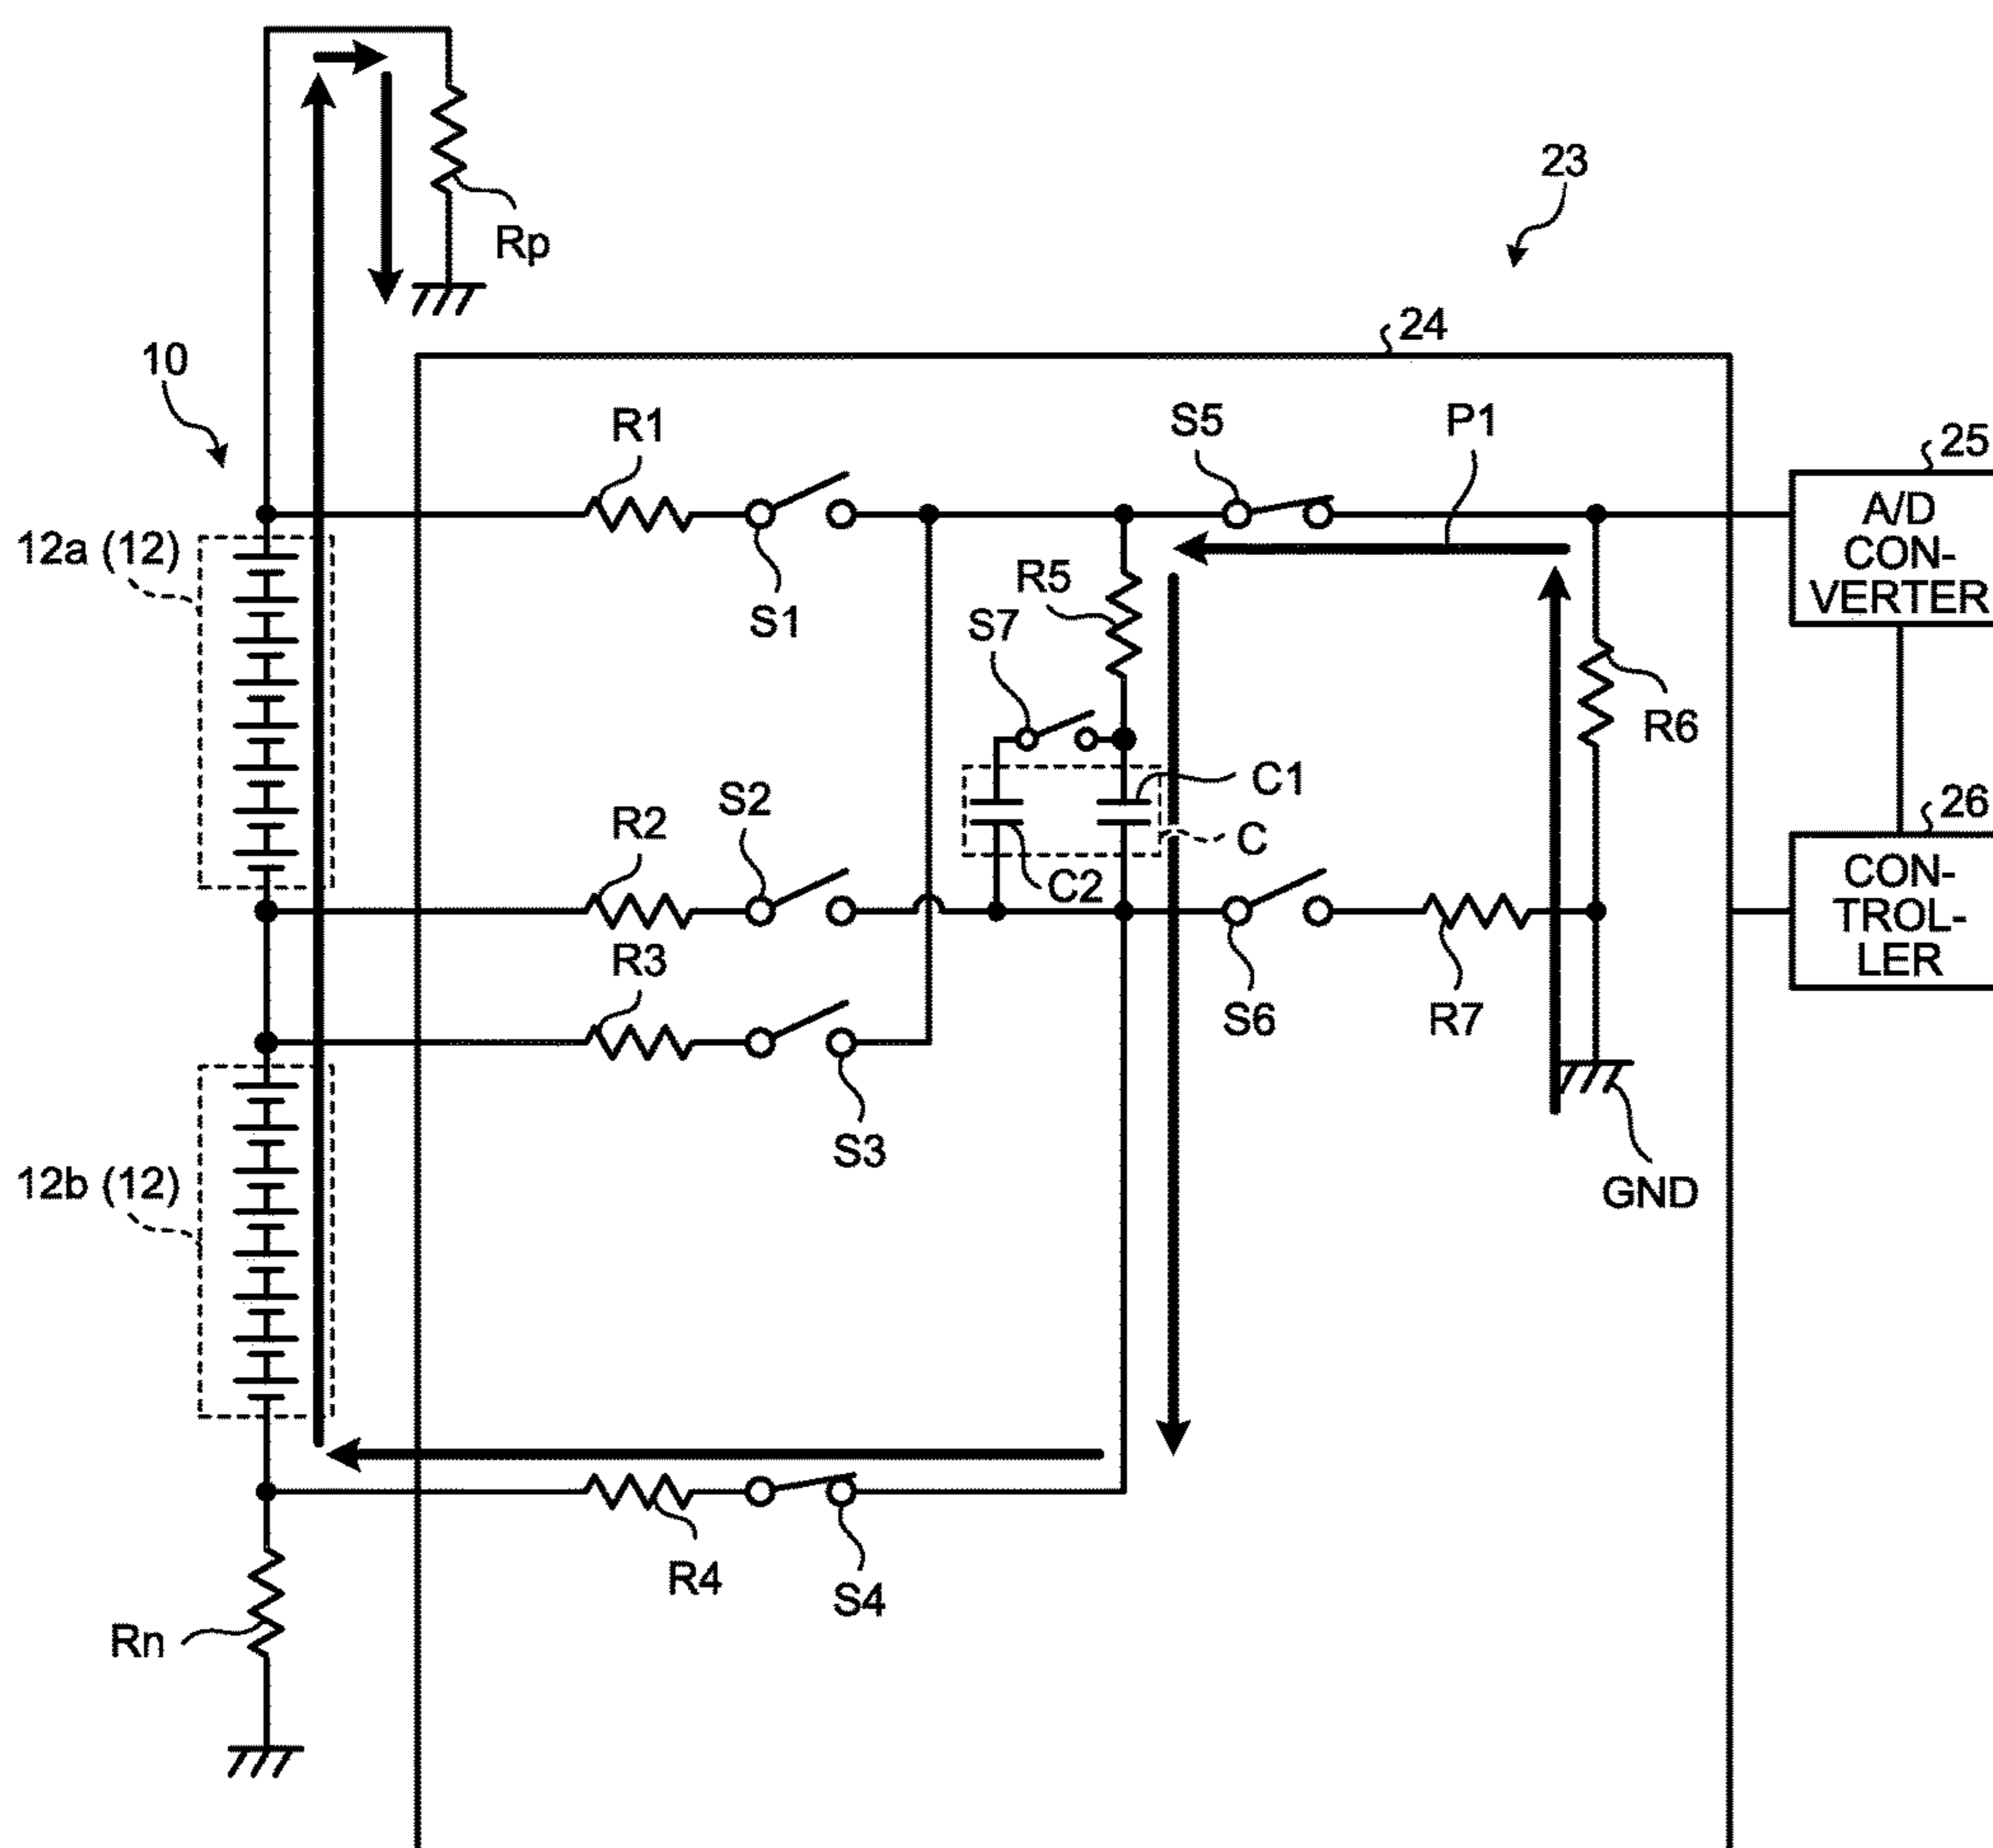 Rp
23
24
10
R1
S5
P1
25
A/D
CON-
VERTER
12a (12)
S1
R5
S7
R6
C1
26
S2
R2
C
CON-
TROL-
LER
C2
R3
S6
R7
S3
12b (12)
GND
R4
S4
Rn